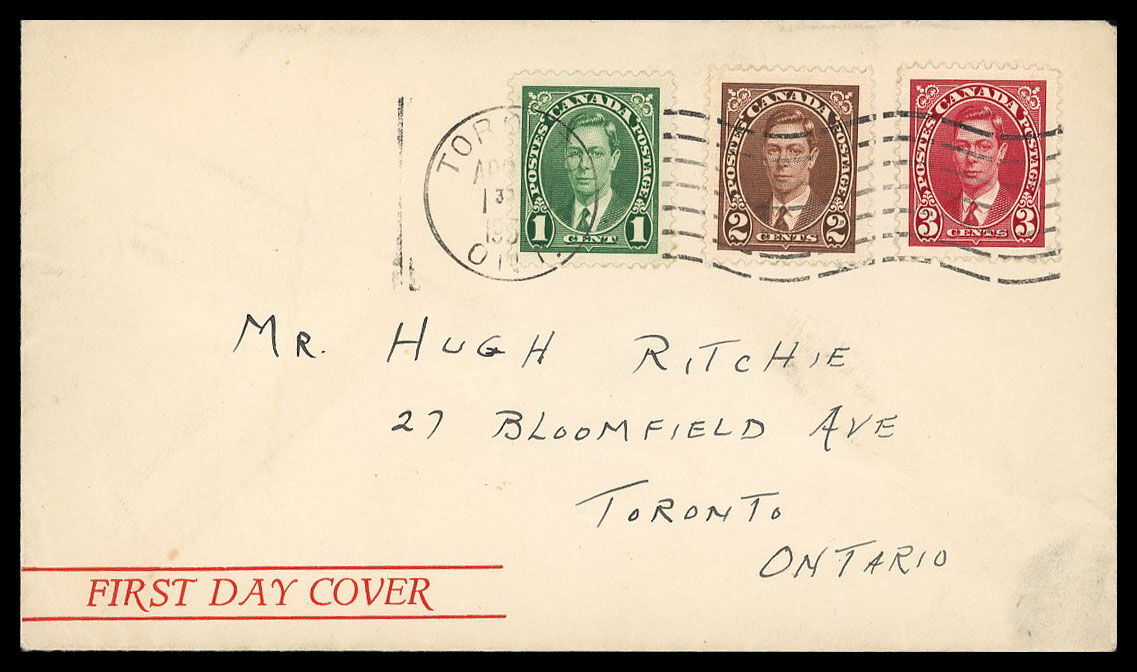 CANADA
POSTES POSTAGE
1 CENT 1
CANADA
POSTES POSTAGE
2 CENTS 2
CANADA
POSTES POSTAGE
3 CENTS 3
MR. HUGH RITCHIE
27 BLOOMFIELD AVE
TORONTO
ONTARIO
FIRST DAY COVER